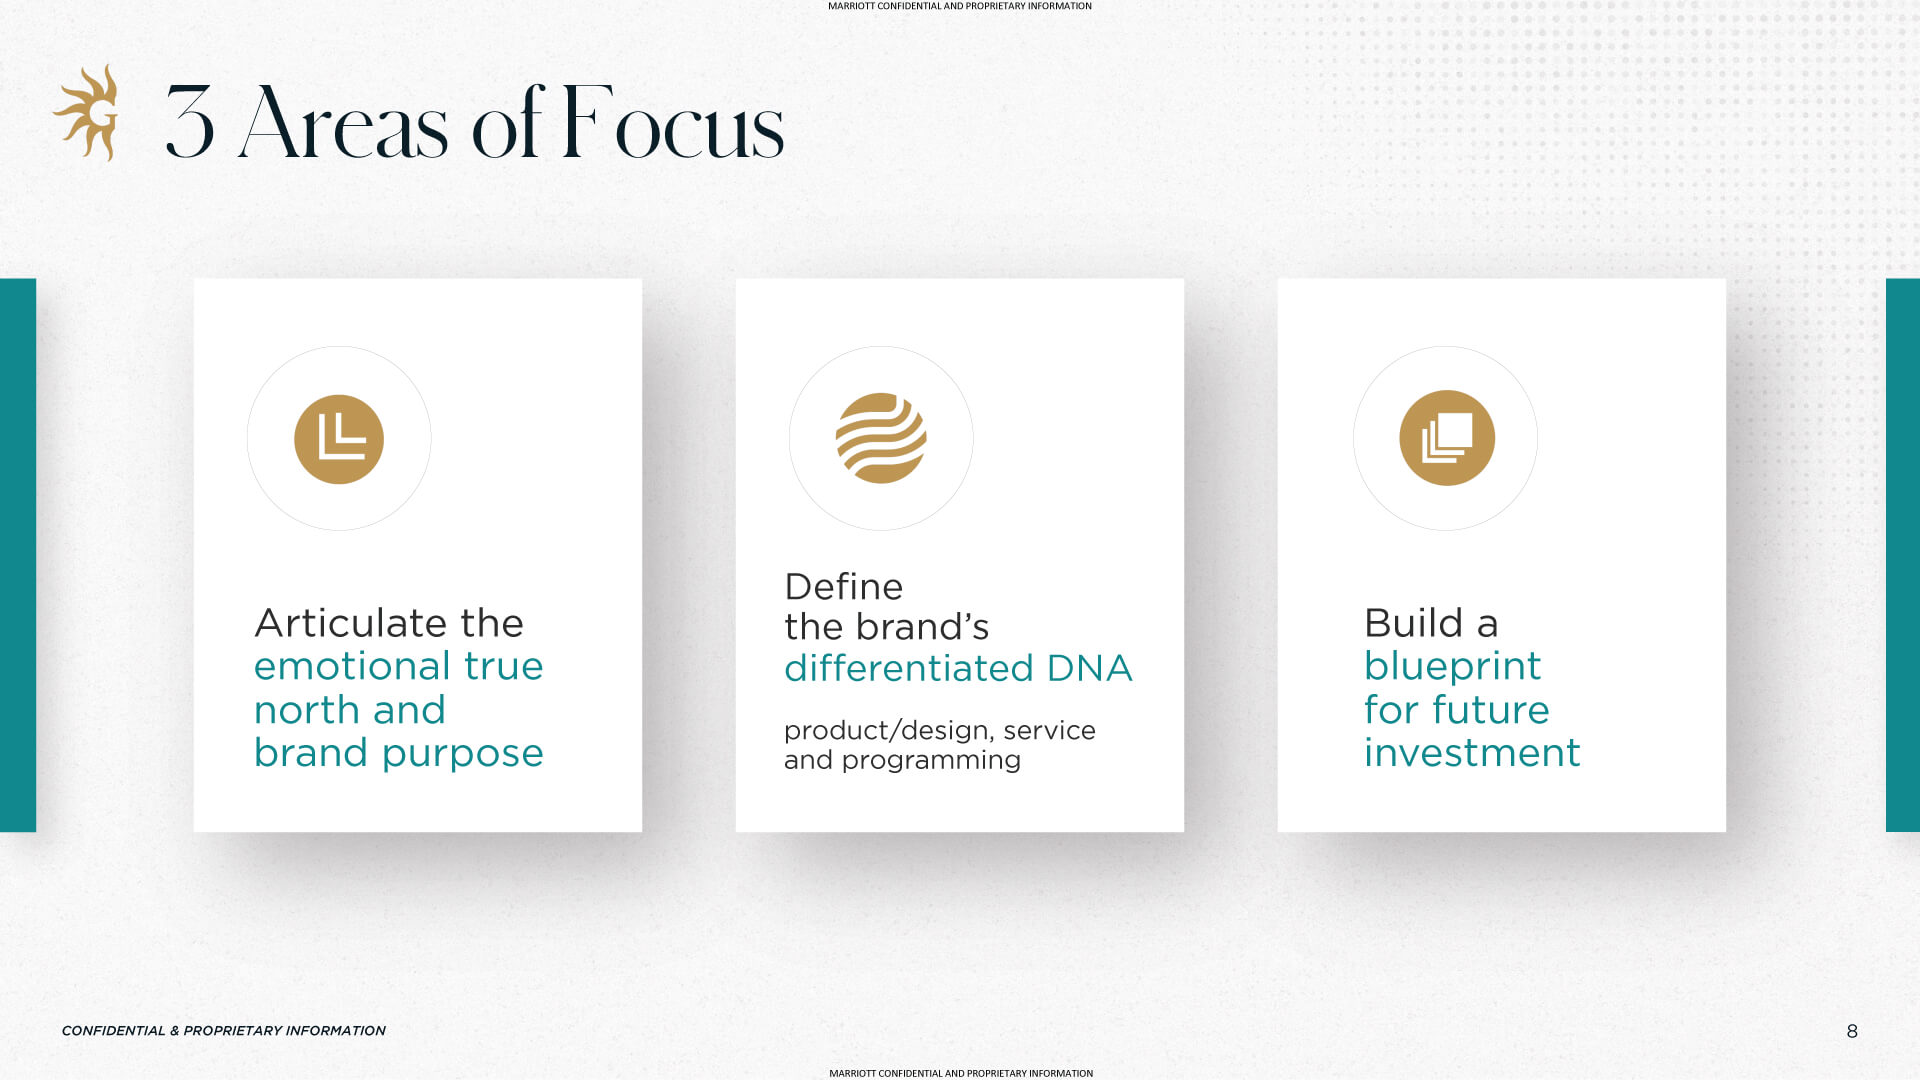 MARRIOTT CONFIDENTIAL AND PROPRIETARY INFORMATION
G
3 Areas of Focus
Articulate the
emotional true
north and
brand purpose
Define
the brand’s
differentiated DNA
product/design, service
and programming
Build a
blueprint
for future
investment
CONFIDENTIAL & PROPRIETARY INFORMATION
8
MARRIOTT CONFIDENTIAL AND PROPRIETARY INFORMATION